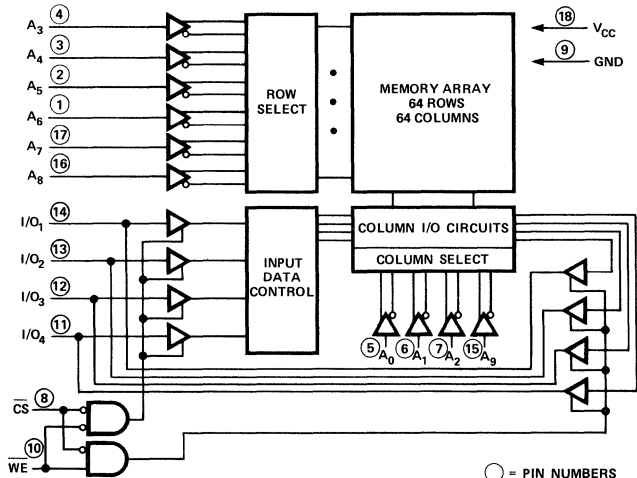 A3 4
A4 3
A5 2
A6 1
A7 17
A8 16
ROW
SELECT
MEMORY ARRAY
64 ROWS
64 COLUMNS
18 VCC
9 GND
I/O1 14
I/O2 13
I/O3 12
I/O4 11
INPUT
DATA
CONTROL
COLUMN I/O CIRCUITS
COLUMN SELECT
5 A0 6 A1 7 A2 15 A9
CS 8
WE 10
= PIN NUMBERS